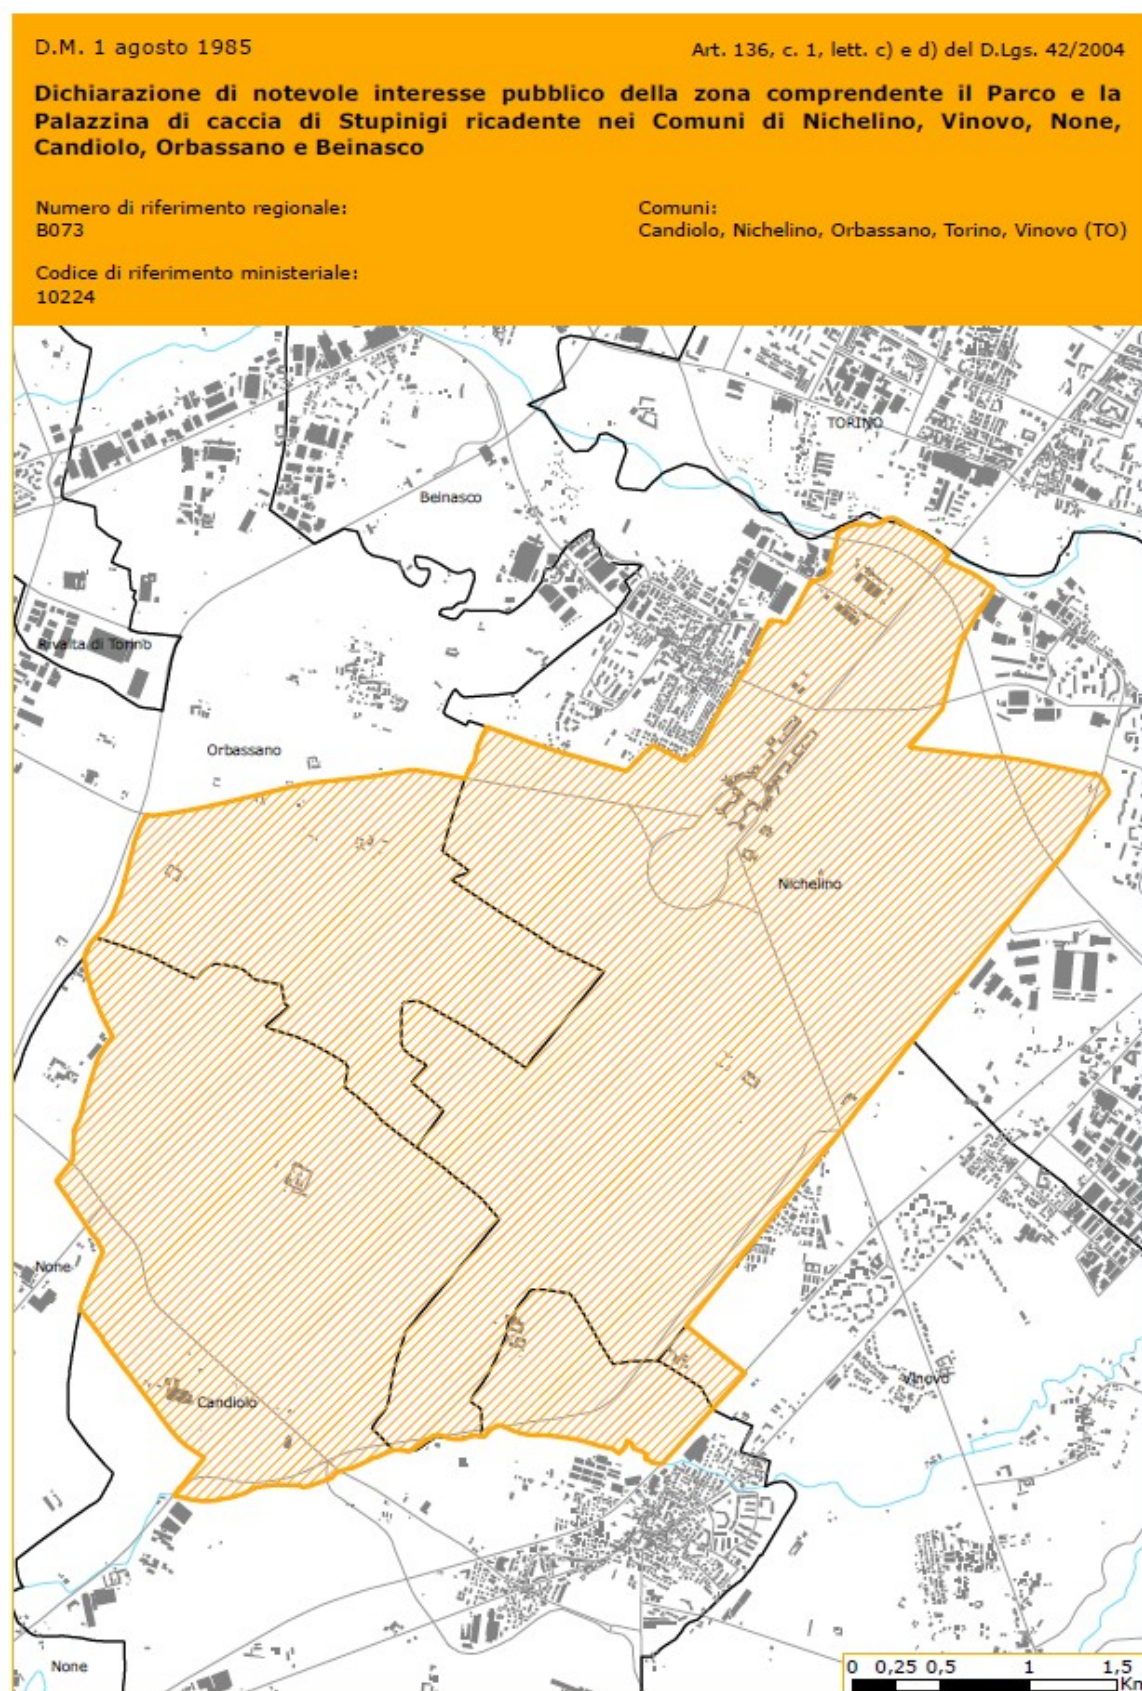 D.M. 1 agosto 1985
Art. 136, c. 1, lett. c) e d) del D.Lgs. 42/2004
Dichiarazione di notevole interesse pubblico della zona comprendente il Parco e la
Palazzina di caccia di Stupinigi ricadente nei Comuni di Nichelino, Vinovo, None,
Candiolo, Orbassano e Beinasco
Numero di riferimento regionale:
B073
Comuni:
Candiolo, Nichelino, Orbassano, Torino, Vinovo (TO)
Codice di riferimento ministeriale:
10224
TORINO
Beinasco
Rivalta di Torino
Orbassano
Nichelino
None
Vinovo
Candiolo
None
0 0,25 0,5 1 1,5
Km